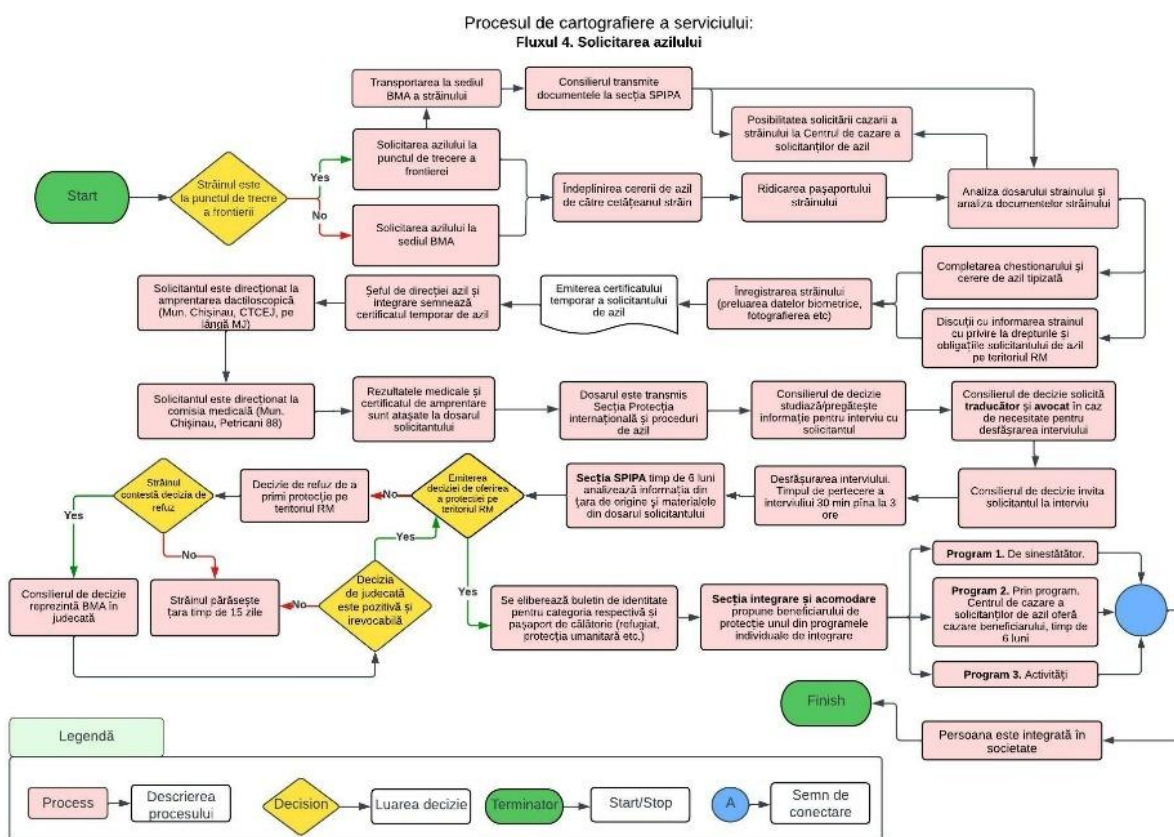 Procesul de cartografiere a serviciului:
Fluxul 4. Solicitarea azilului
Transportarea la sediul
BMA a străinului
Consilierul transmite
documentele la secția SPIPA
Posibilitatea solicitării cazarii a
străinului la Centrul de cazare a
solicitanților de azil
Start
Străinul este
la punctul de trecre
a frontierii
Yes
No
Solicitarea azilului la
punctul de trecere a
frontierei
Solicitarea azilului la
sediul BMA
Îndeplinirea cererii de azil
de către cetățeanul străin
Ridicarea pașaportului
străinului
Analiza dosarului strainului și
analiza documentelor străinului
Completarea chestionarului și
cerere de azil tipizată
Discuții cu informarea strainul
cu privire la drepturile și
obligațiile solicitantului de azil
pe teritoriul RM
Înregistrarea străinului
(preluarea datelor biometrice,
fotografierea etc)
Emiterea certificatului
temporar a solicitantului
de azil
Șeful de direcției azil și
integrare semnează
certificatul temporar de azil
Solicitantul este direcționat la
amprentarea dactiloscopică
(Mun. Chișinau, CTCEJ, pe
lângă MJ)
Solicitantul este direcționat la
comisia medicală (Mun.
Chișinau, Petricani 88)
Rezultatele medicale și
certificatul de amprentare
sunt atașate la dosarul
solicitantului
Dosarul este transmis
Secția Protecția
internațională și proceduri
de azil
Consilierul de decizie
studiază/pregătește
informație pentru interviu cu
solicitantul
Consilierul de decizie solicită
traducător și avocat în caz
de necesitate pentru
desfășrarea interviului
Consilierul de decizie invita
solicitantul la interviu
Desfășurarea interviului.
Timpul de pertecere a
interviului 30 min pîna la 3
ore
Secția SPIPA timp de 6 luni
analizează informația din
țara de origine și materialele
din dosarul solicitantului
Emiterea
deciziei de oferirea
a protecției pe
teritoriul RM
No
Decizie de refuz de a
primi protecție pe
teritoriul RM
Străinul
contestă decizia de
refuz
Yes
No
Consilierul de decizie
reprezintă BMA în
judecată
Străinul părăsește
țara timp de 15 zile
No
Decizia
de judecată
este pozitivă și
irevocabilă
Yes
Yes
Se eliberează buletin de identitate
pentru categoria respectivă și
pașaport de călătorie (refugiat,
protecția umanitară etc.)
Secția integrare și acomodare
propune beneficiarului de
protecție unul din programele
individuale de integrare
Program 1. De sinestătător.
Program 2. Prin program.
Centrul de cazare a
solicitanților de azil oferă
cazare beneficiarului, timp de
6 luni
Program 3. Activități
A
Persoana este integrată în
societate
Finish
Legendă
Process
Descrierea
procesului
Decision
Luarea decizie
Terminator
Start/Stop
A
Semn de
conectare